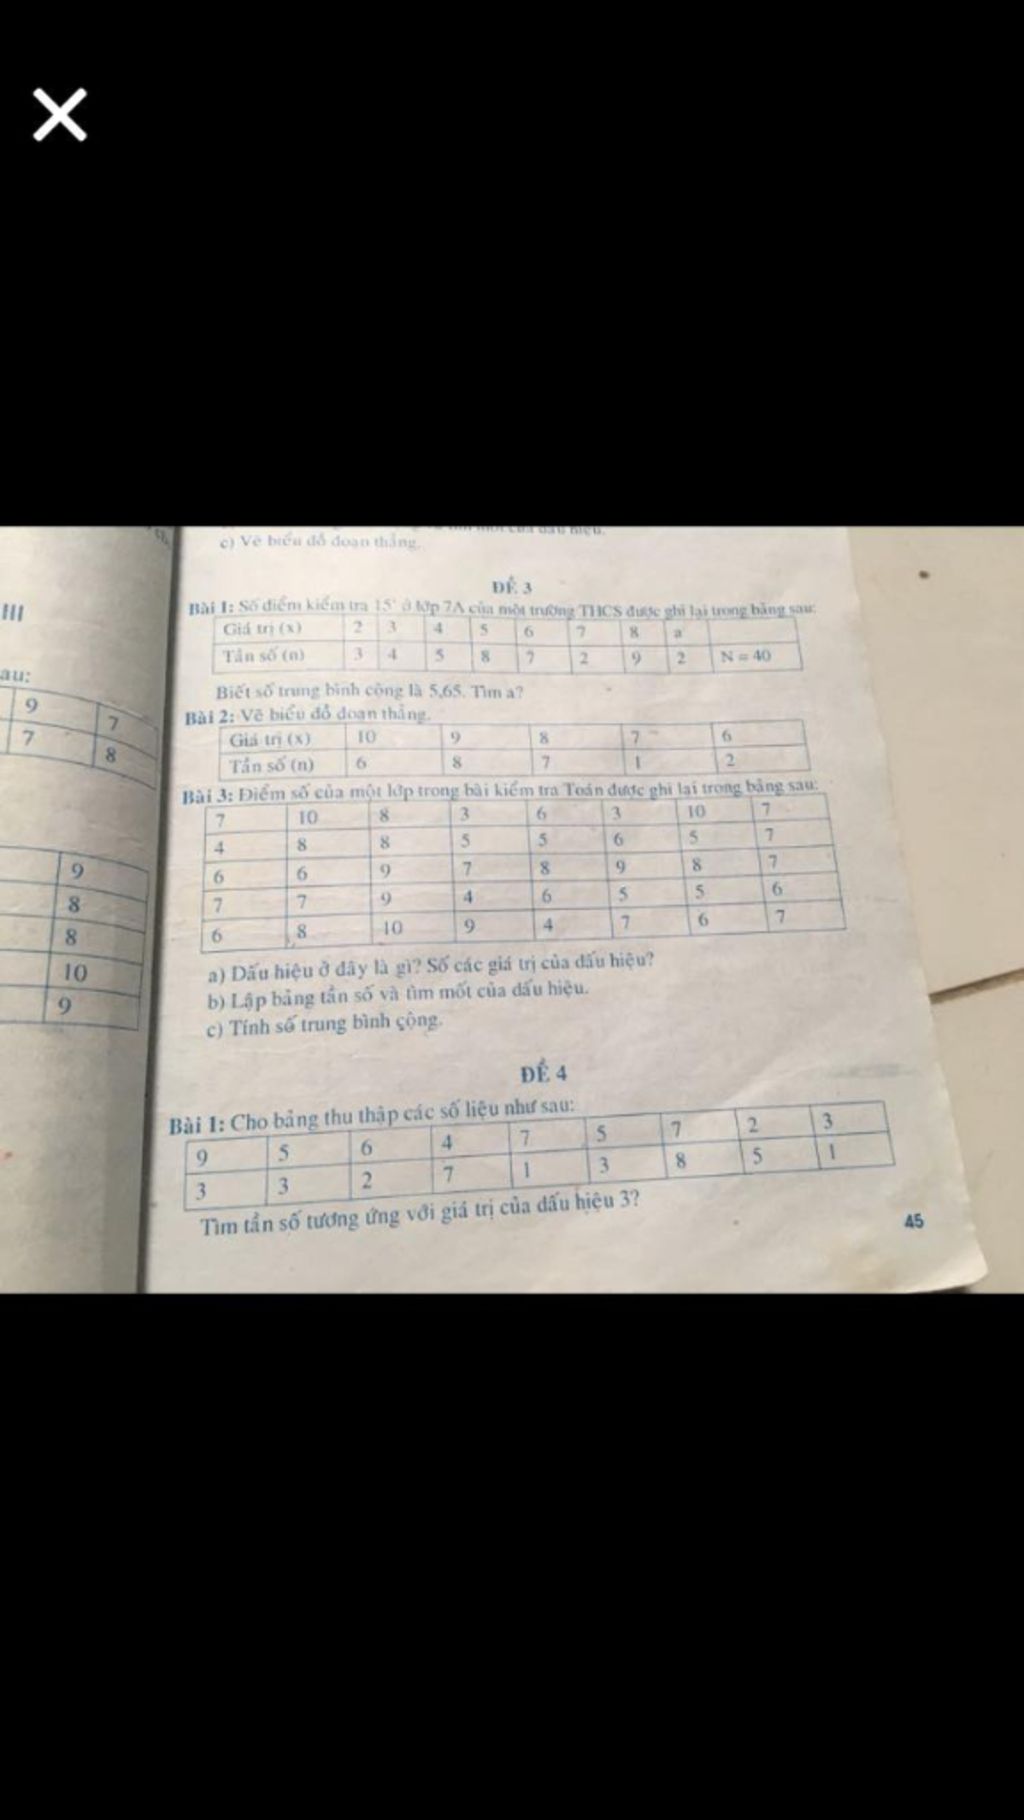 c) Vẽ biểu đồ đoạn thẳng.
III
au:
9 7
7 8
9
8
8
10
9
ĐỀ 3
Bài 1: Số điểm kiểm tra 15' ở lớp 7A của một trường THCS được ghi lại trong bảng sau:
Giá trị (x) 2 3 4 5 6 7 8 a
Tần số (n) 3 4 5 8 7 2 9 2 N = 40
Biết số trung bình cộng là 5,65. Tìm a?
Bài 2: Vẽ biểu đồ đoạn thẳng.
Giá trị (x) 10 9 8 7 6
Tần số (n) 6 8 7 1 2
Bài 3: Điểm số của một lớp trong bài kiểm tra Toán được ghi lại trong bảng sau:
7 10 8 3 6 3 10 7
4 8 8 5 5 6 5 7
6 6 9 7 8 9 8 7
7 7 9 4 6 5 5 6
6 8 10 9 4 7 6 7
a) Dấu hiệu ở đây là gì? Số các giá trị của dấu hiệu?
b) Lập bảng tần số và tìm mốt của dấu hiệu.
c) Tính số trung bình cộng.
ĐỀ 4
Bài 1: Cho bảng thu thập các số liệu như sau:
9 5 6 4 7 5 7 2 3
3 3 2 7 1 3 8 5 1
Tìm tần số tương ứng với giá trị của dấu hiệu 3?
45